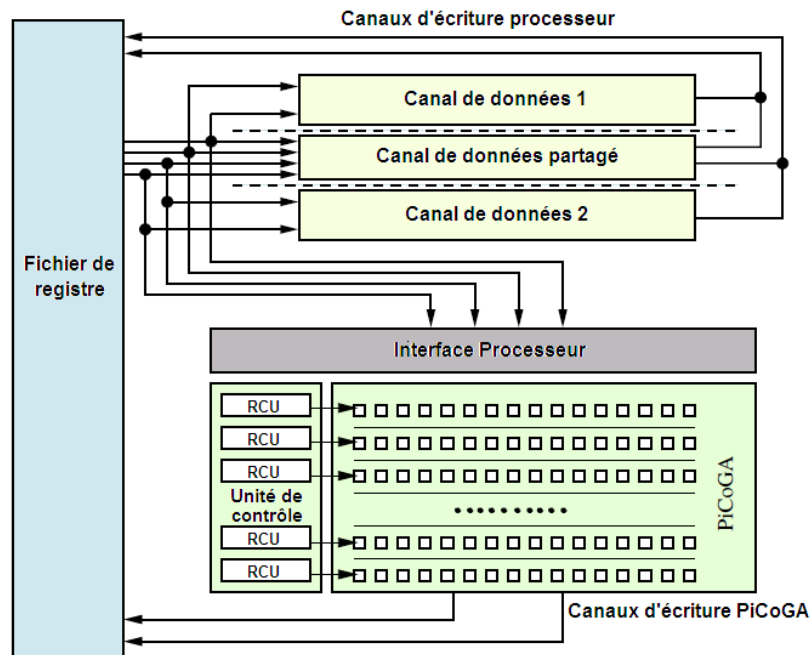 Canaux d'écriture processeur
Canal de données 1
Canal de données partagé
Canal de données 2
Fichier de
registre
Interface Processeur
RCU
RCU
RCU
Unité de
contrôle
RCU
RCU
PiCoGA
Canaux d'écriture PiCoGA